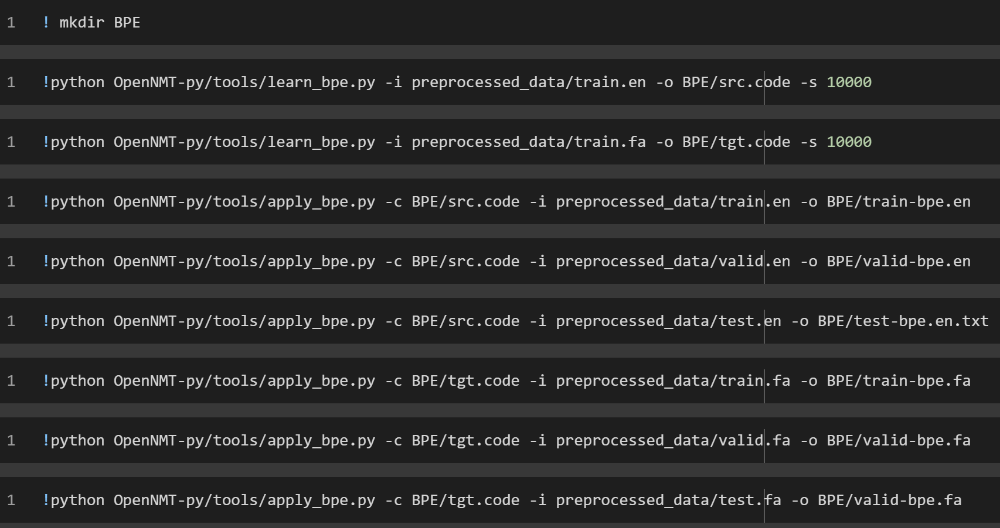 1 ! mkdir BPE
1 !python OpenNMT-py/tools/learn_bpe.py -i preprocessed_data/train.en -o BPE/src.code -s 10000
1 !python OpenNMT-py/tools/learn_bpe.py -i preprocessed_data/train.fa -o BPE/tgt.code -s 10000
1 !python OpenNMT-py/tools/apply_bpe.py -c BPE/src.code -i preprocessed_data/train.en -o BPE/train-bpe.en
1 !python OpenNMT-py/tools/apply_bpe.py -c BPE/src.code -i preprocessed_data/valid.en -o BPE/valid-bpe.en
1 !python OpenNMT-py/tools/apply_bpe.py -c BPE/src.code -i preprocessed_data/test.en -o BPE/test-bpe.en.txt
1 !python OpenNMT-py/tools/apply_bpe.py -c BPE/tgt.code -i preprocessed_data/train.fa -o BPE/train-bpe.fa
1 !python OpenNMT-py/tools/apply_bpe.py -c BPE/tgt.code -i preprocessed_data/valid.fa -o BPE/valid-bpe.fa
1 !python OpenNMT-py/tools/apply_bpe.py -c BPE/tgt.code -i preprocessed_data/test.fa -o BPE/valid-bpe.fa